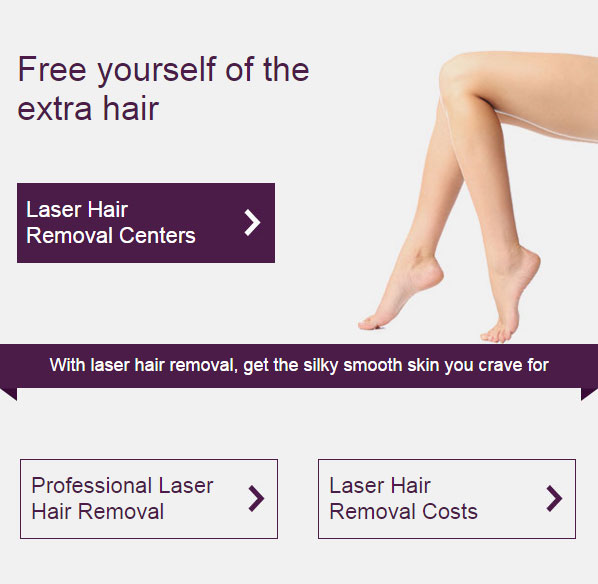 Free yourself of the
extra hair
Laser Hair
Removal Centers
With laser hair removal, get the silky smooth skin you crave for
Professional Laser
Hair Removal
Laser Hair
Removal Costs